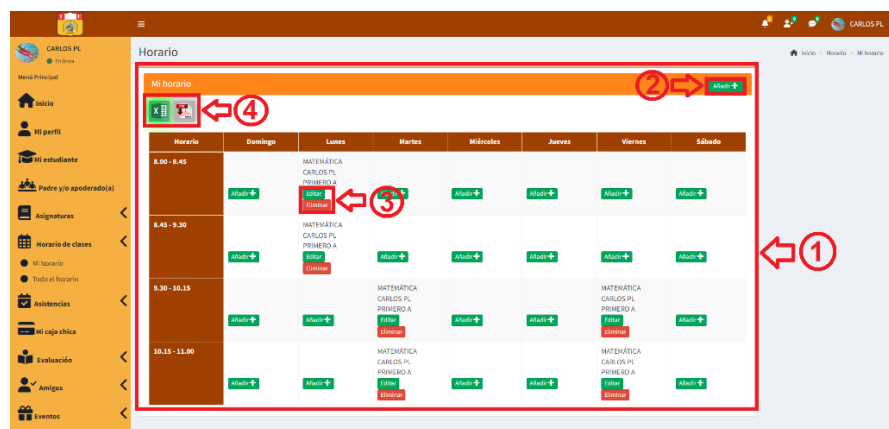 CARLOS PL
CARLOS PL
En línea
Horario
Inicio > Horario > Mi horario
Menú Principal
Inicio
Mi perfil
Mi estudiante
Padre y/o apoderado(a)
Asignaturas
Horario de clases
Mi horario
Todo el horario
Asistencias
Mi caja chica
Evaluación
Amigos
Eventos
Mi horario
2
Añadir
4
Horario Domingo Lunes Martes Miércoles Jueves Viernes Sábado
8.00 - 8.45
MATEMÁTICA
CARLOS PL
PRIMERO A
Añadir Editar Añadir Añadir Añadir Añadir
Eliminar
3
8.45 - 9.30
MATEMÁTICA
CARLOS PL
PRIMERO A
Añadir Editar Añadir Añadir Añadir Añadir Añadir
Eliminar
1
9.30 - 10.15
MATEMÁTICA MATEMÁTICA
CARLOS PL CARLOS PL
PRIMERO A PRIMERO A
Añadir Añadir Editar Añadir Añadir Editar Añadir
Eliminar Eliminar
10.15 - 11.00
MATEMÁTICA MATEMÁTICA
CARLOS PL CARLOS PL
PRIMERO A PRIMERO A
Añadir Añadir Editar Añadir Añadir Editar Añadir
Eliminar Eliminar